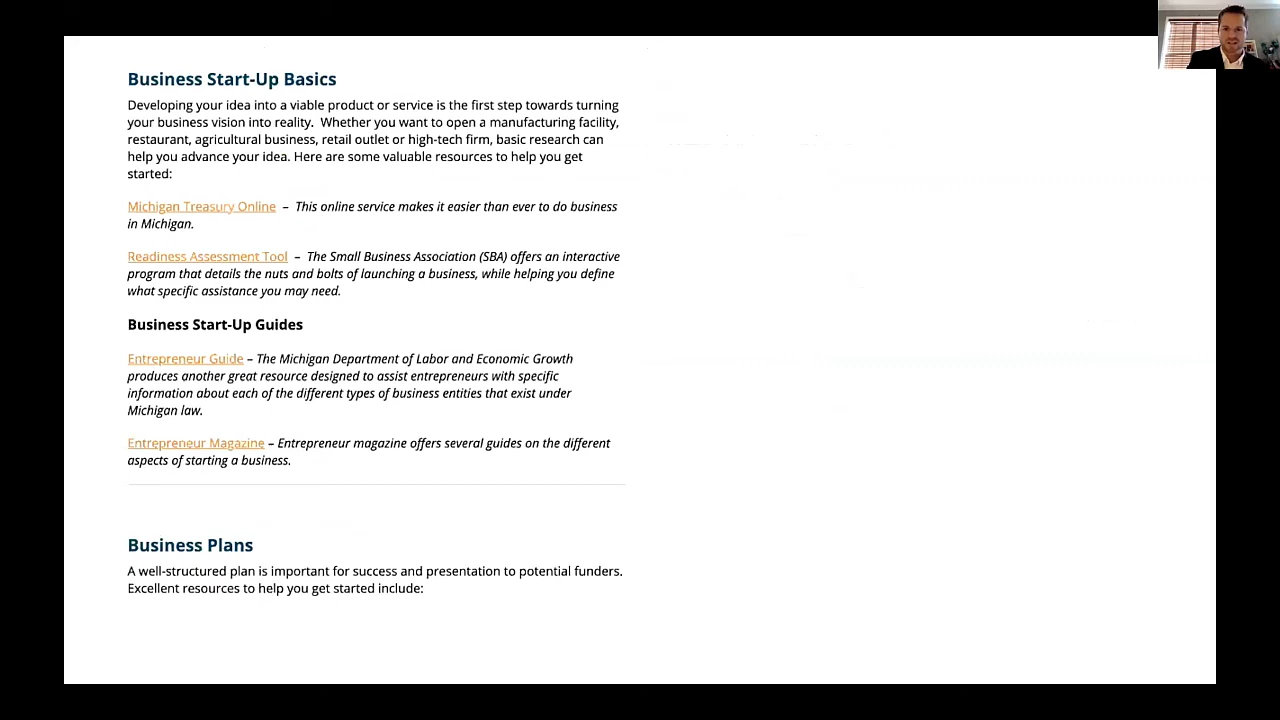 Business Start-Up Basics
Developing your idea into a viable product or service is the first step towards turning
your business vision into reality.  Whether you want to open a manufacturing facility,
restaurant, agricultural business, retail outlet or high-tech firm, basic research can
help you advance your idea. Here are some valuable resources to help you get
started:
Michigan Treasury Online  –  This online service makes it easier than ever to do business
in Michigan.
Readiness Assessment Tool  –  The Small Business Association (SBA) offers an interactive
program that details the nuts and bolts of launching a business, while helping you define
what specific assistance you may need.
Business Start-Up Guides
Entrepreneur Guide – The Michigan Department of Labor and Economic Growth
produces another great resource designed to assist entrepreneurs with specific
information about each of the different types of business entities that exist under
Michigan law.
Entrepreneur Magazine – Entrepreneur magazine offers several guides on the different
aspects of starting a business.
Business Plans
A well-structured plan is important for success and presentation to potential funders.
Excellent resources to help you get started include: